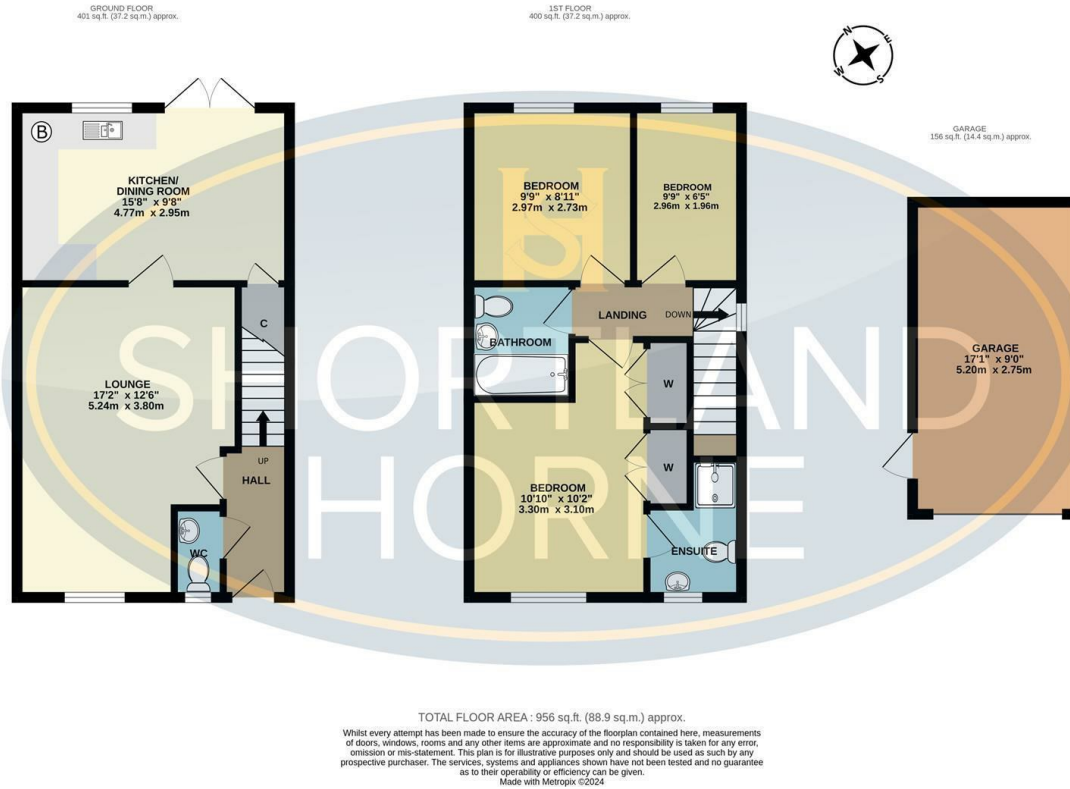 GROUND FLOOR
401 sq.ft. (37.2 sq.m.) approx.
1ST FLOOR
400 sq.ft. (37.2 sq.m.) approx.
N
E
S
W
GARAGE
156 sq.ft. (14.4 sq.m.) approx.
B
KITCHEN/
DINING ROOM
15'8" x 9'8"
4.77m x 2.95m
C
LOUNGE
17'2" x 12'6"
5.24m x 3.80m
UP
HALL
WC
BEDROOM
9'9" x 8'11"
2.97m x 2.73m
BEDROOM
9'9" x 6'5"
2.96m x 1.96m
LANDING
DOWN
BATHROOM
W
W
BEDROOM
10'10" x 10'2"
3.30m x 3.10m
ENSUITE
GARAGE
17'1" x 9'0"
5.20m x 2.75m
SH
SHORTLAND
HORNE
TOTAL FLOOR AREA : 956 sq.ft. (88.9 sq.m.) approx.
Whilst every attempt has been made to ensure the accuracy of the floorplan contained here, measurements
of doors, windows, rooms and any other items are approximate and no responsibility is taken for any error,
omission or mis-statement. This plan is for illustrative purposes only and should be used as such by any
prospective purchaser. The services, systems and appliances shown have not been tested and no guarantee
as to their operability or efficiency can be given.
Made with Metropix ©2024